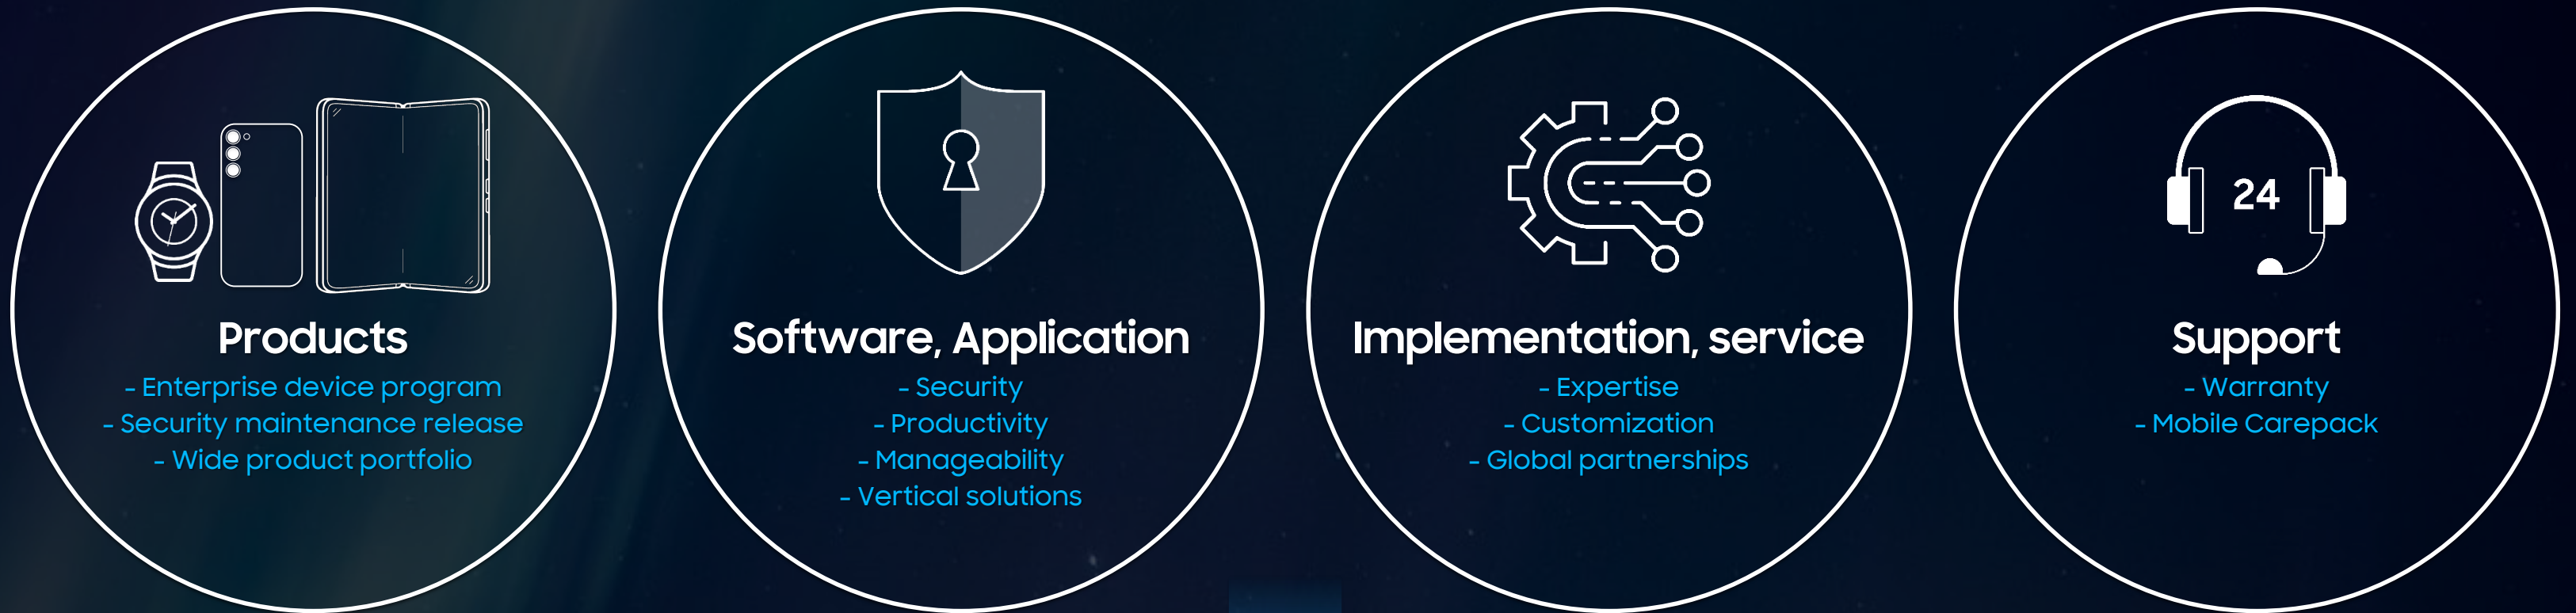 Products
- Enterprise device program
- Security maintenance release
- Wide product portfolio
Software, Application
- Security
- Productivity
- Manageability
- Vertical solutions
Implementation, service
- Expertise
- Customization
- Global partnerships
24
Support
- Warranty
- Mobile Carepack